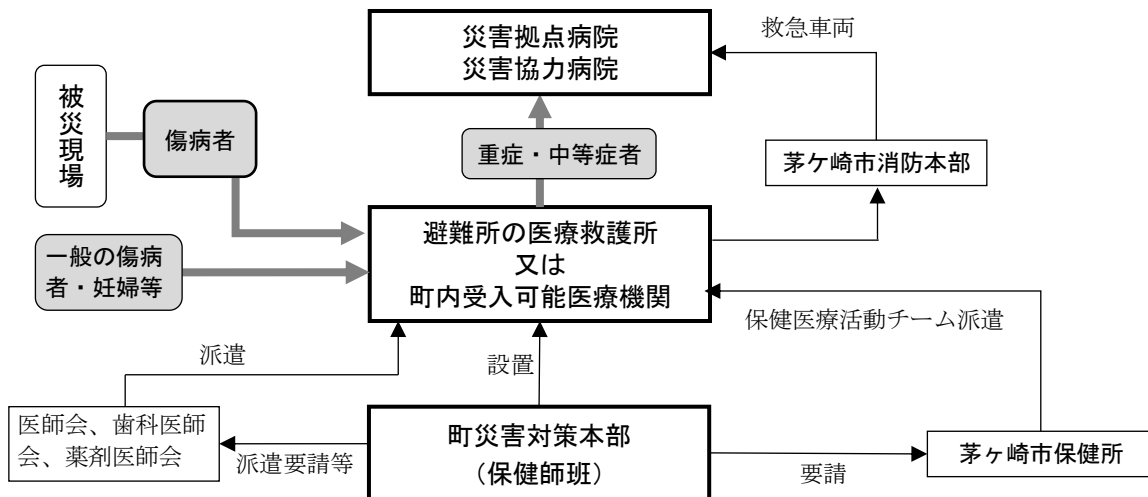 災害拠点病院
災害協力病院
救急車両
被災現場
傷病者
重症・中等症者
茅ケ崎市消防本部
避難所の医療救護所
又は
町内受入可能医療機関
一般の傷病
者・妊婦等
保健医療活動チーム派遣
派遣
設置
医師会、歯科医師
会、薬剤医師会
派遣要請等
町災害対策本部
（保健師班）
要請
茅ヶ崎市保健所